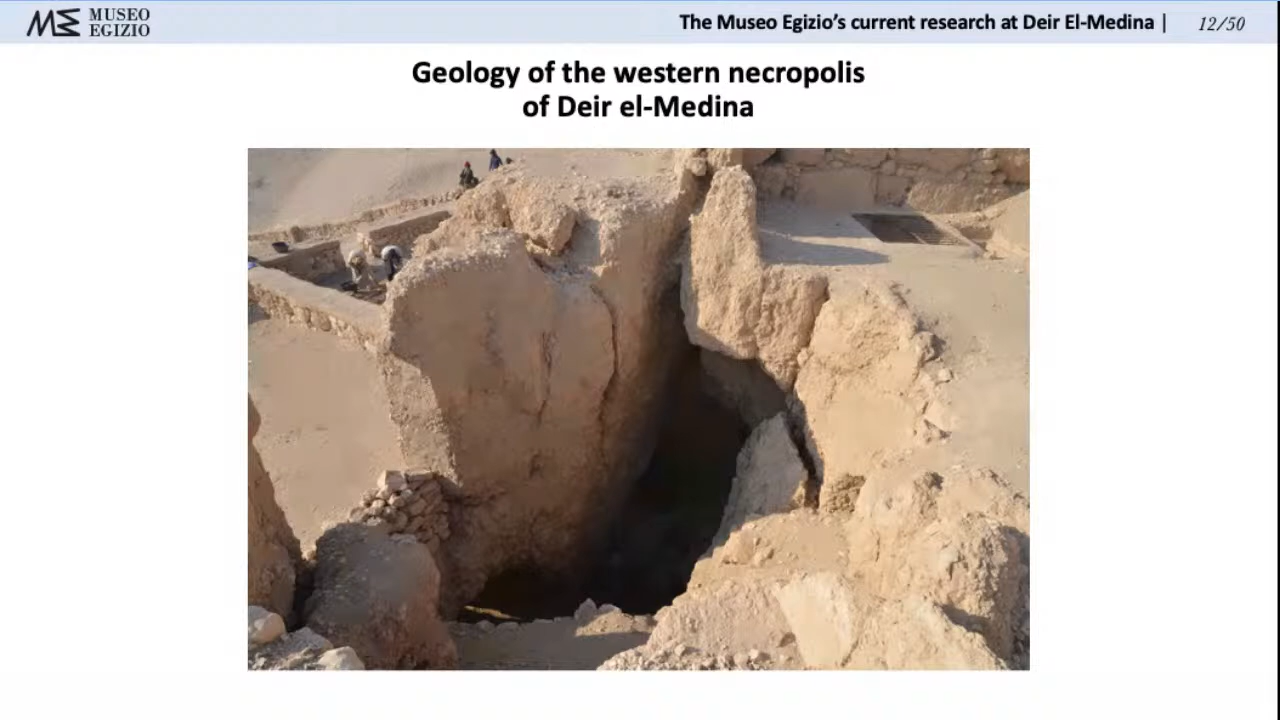 MUSEO
EGIZIO
The Museo Egizio’s current research at Deir El-Medina | 12/50
Geology of the western necropolis
of Deir el-Medina